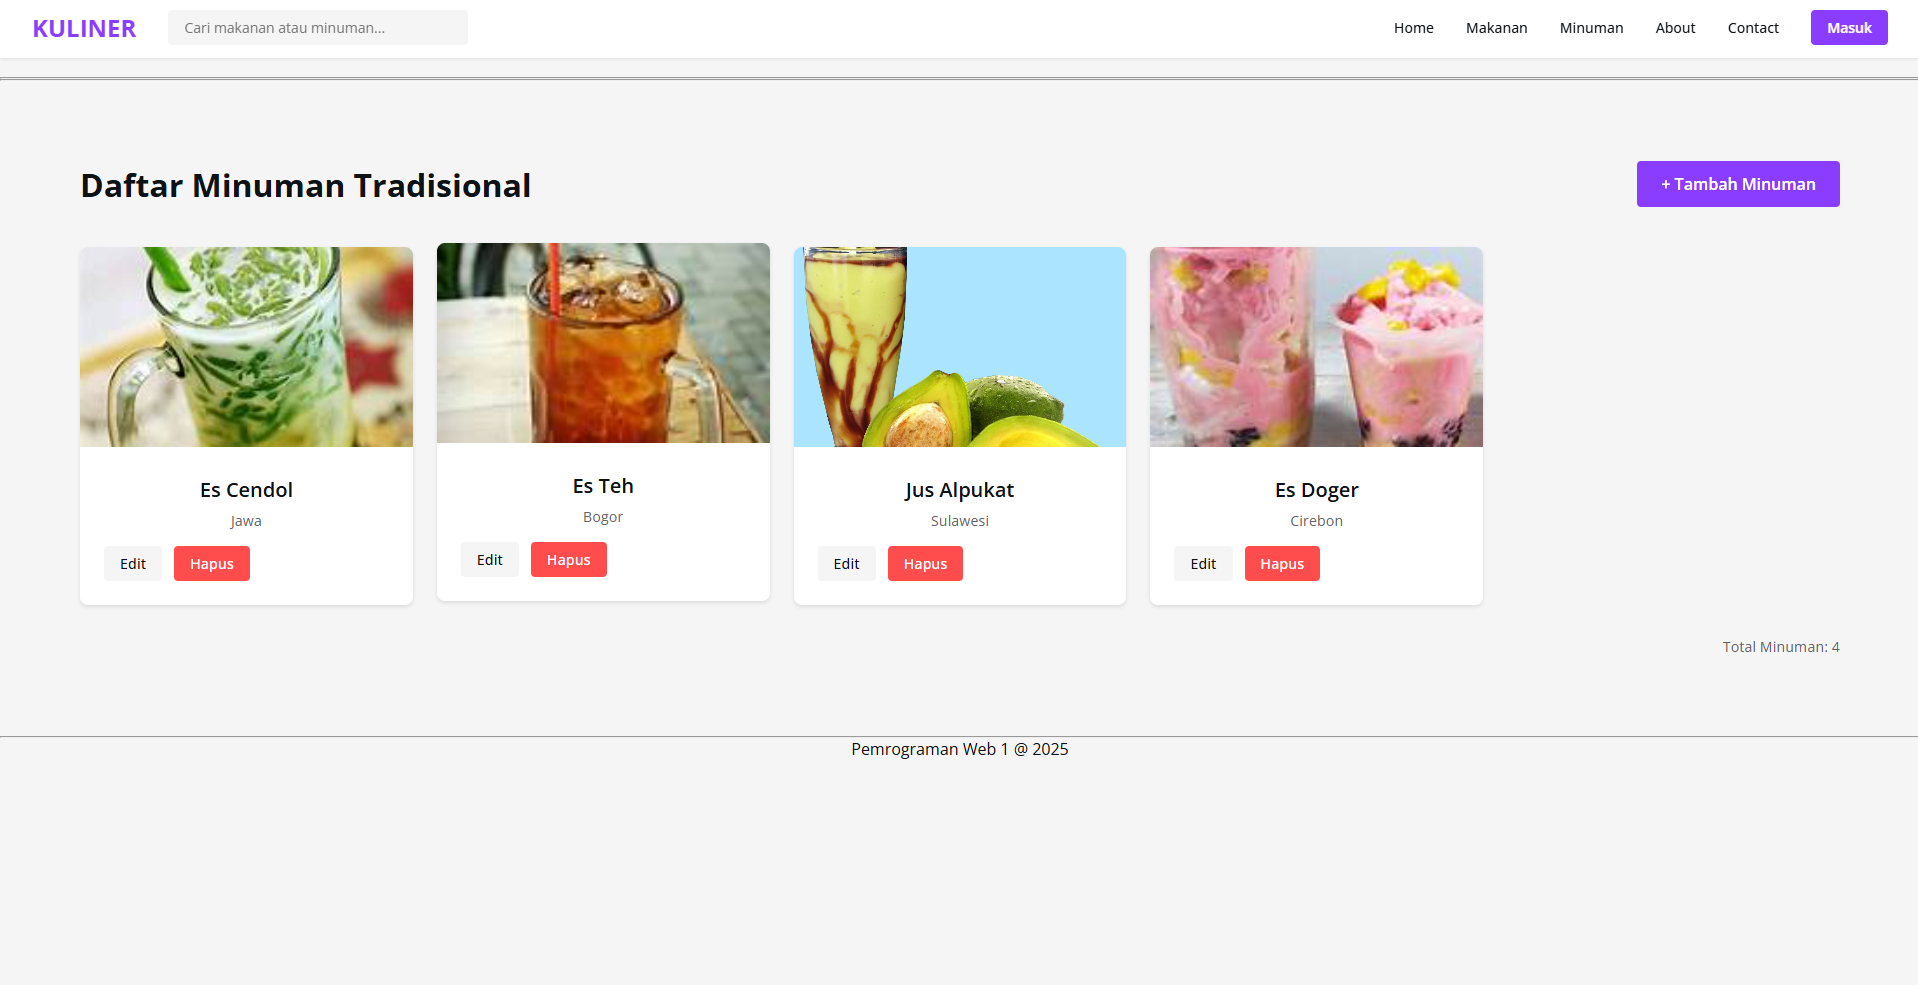 KULINER
Cari makanan atau minuman...
Home
Makanan
Minuman
About
Contact
Masuk
Daftar Minuman Tradisional
+ Tambah Minuman
Es Cendol
Jawa
Edit
Hapus
Es Teh
Bogor
Edit
Hapus
Jus Alpukat
Sulawesi
Edit
Hapus
Es Doger
Cirebon
Edit
Hapus
Total Minuman: 4
Pemrograman Web 1 @ 2025